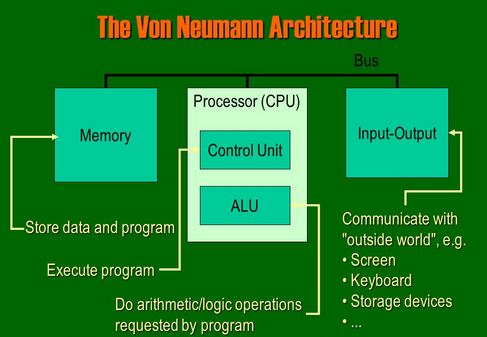 The Von Neumann Architecture
Bus
Memory
Processor (CPU)
Control Unit
ALU
Input-Output
Store data and program
Execute program
Do arithmetic/logic operations
requested by program
Communicate with
"outside world", e.g.
• Screen
• Keyboard
• Storage devices
• ...